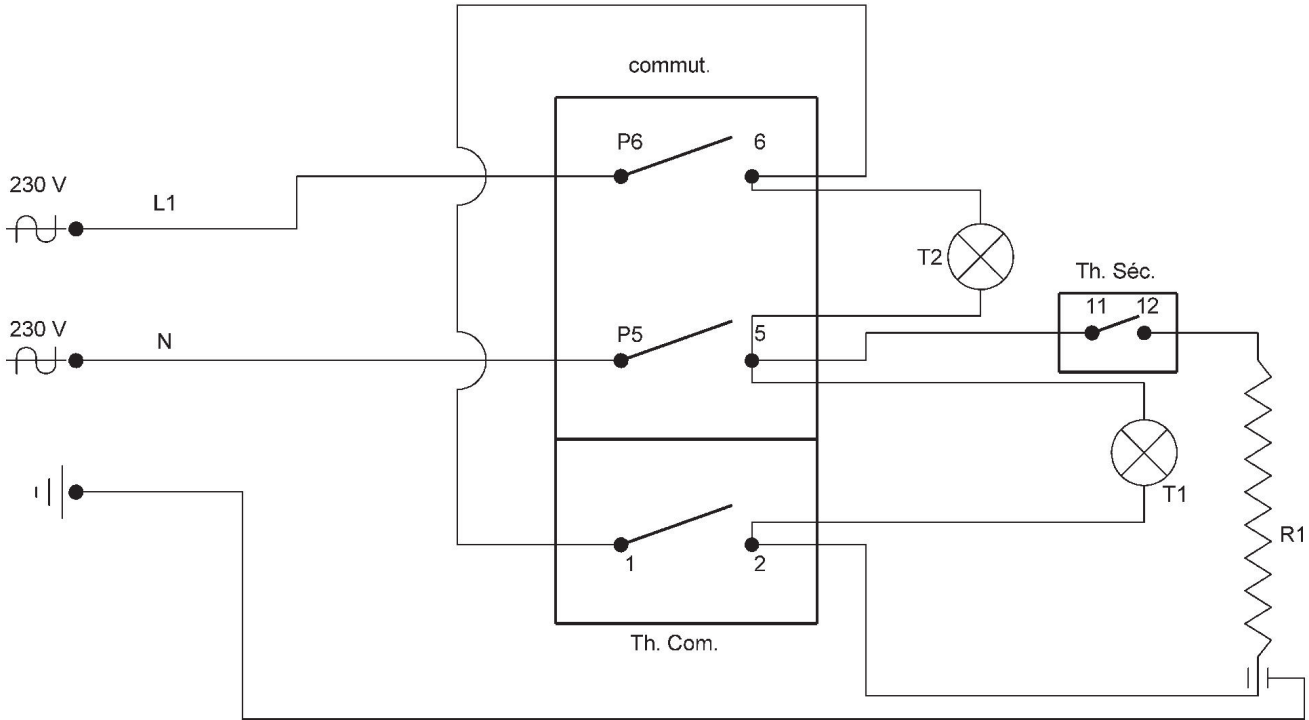 commut.
P6
6
230 V
L1
T2
Th. Séc.
11
12
230 V
N
P5
5
T1
R1
1
2
Th. Com.